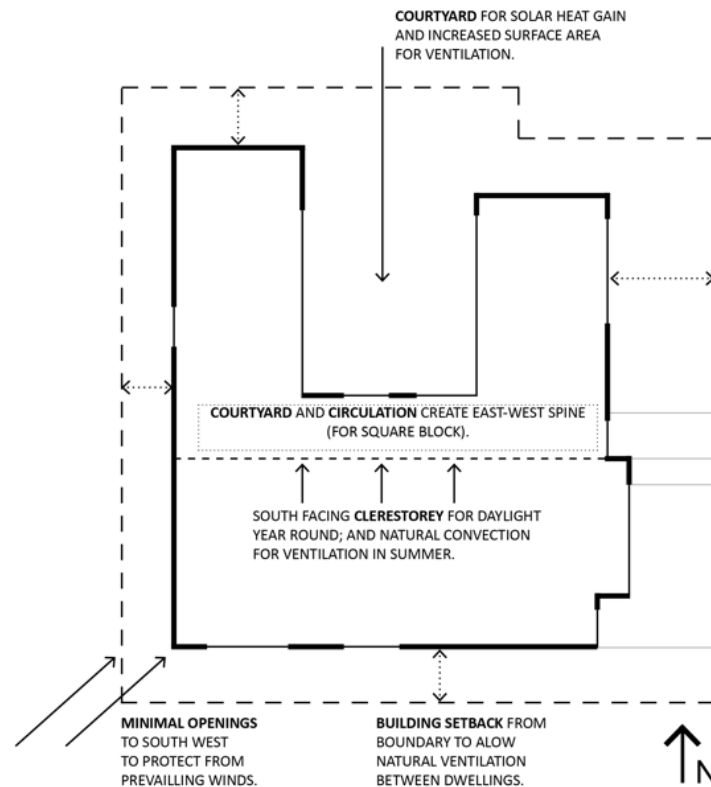 COURTYARD FOR SOLAR HEAT GAIN
AND INCREASED SURFACE AREA
FOR VENTILATION.
COURTYARD AND CIRCULATION CREATE EAST-WEST SPINE
(FOR SQUARE BLOCK).
SOUTH FACING CLERESTOREY FOR DAYLIGHT
YEAR ROUND; AND NATURAL CONVECTION
FOR VENTILATION IN SUMMER.
MINIMAL OPENINGS
TO SOUTH WEST
TO PROTECT FROM
PREVAILLING WINDS.
BUILDING SETBACK FROM
BOUNDARY TO ALOW
NATURAL VENTILATION
BETWEEN DWELLINGS.
N